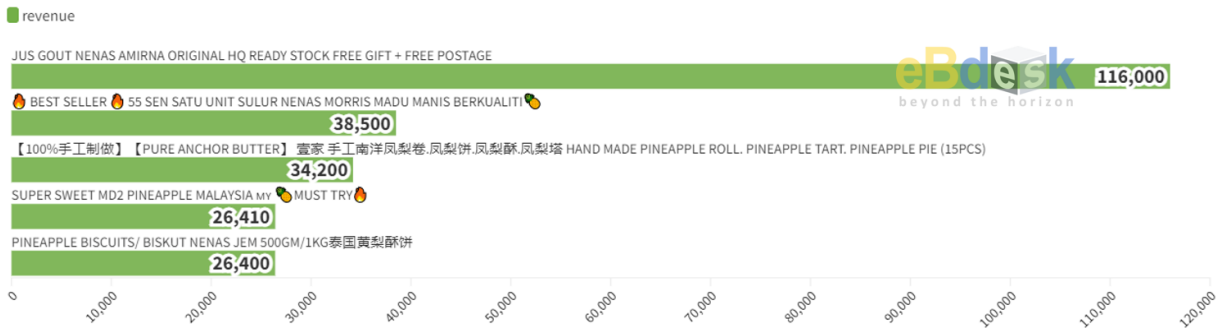 revenue
JUS GOUT NENAS AMIRNA ORIGINAL HQ READY STOCK FREE GIFT + FREE POSTAGE
116,000
eBdesk
beyond the horizon
🔥 BEST SELLER 🔥 55 SEN SATU UNIT SULUR NENAS MORRIS MADU MANIS BERKUALITI🍍
38,500
【100%手工制做】【PURE ANCHOR BUTTER】 壹家 手工南洋凤梨卷.凤梨饼.凤梨酥.凤梨塔 HAND MADE PINEAPPLE ROLL. PINEAPPLE TART. PINEAPPLE PIE (15PCS)
34,200
SUPER SWEET MD2 PINEAPPLE MALAYSIA MY 🍍MUST TRY🔥
26,410
PINEAPPLE BISCUITS/ BISKUT NENAS JEM 500GM/1KG泰国黄梨酥饼
26,400
0 10,000 20,000 30,000 40,000 50,000 60,000 70,000 80,000 90,000 100,000 110,000 120,000